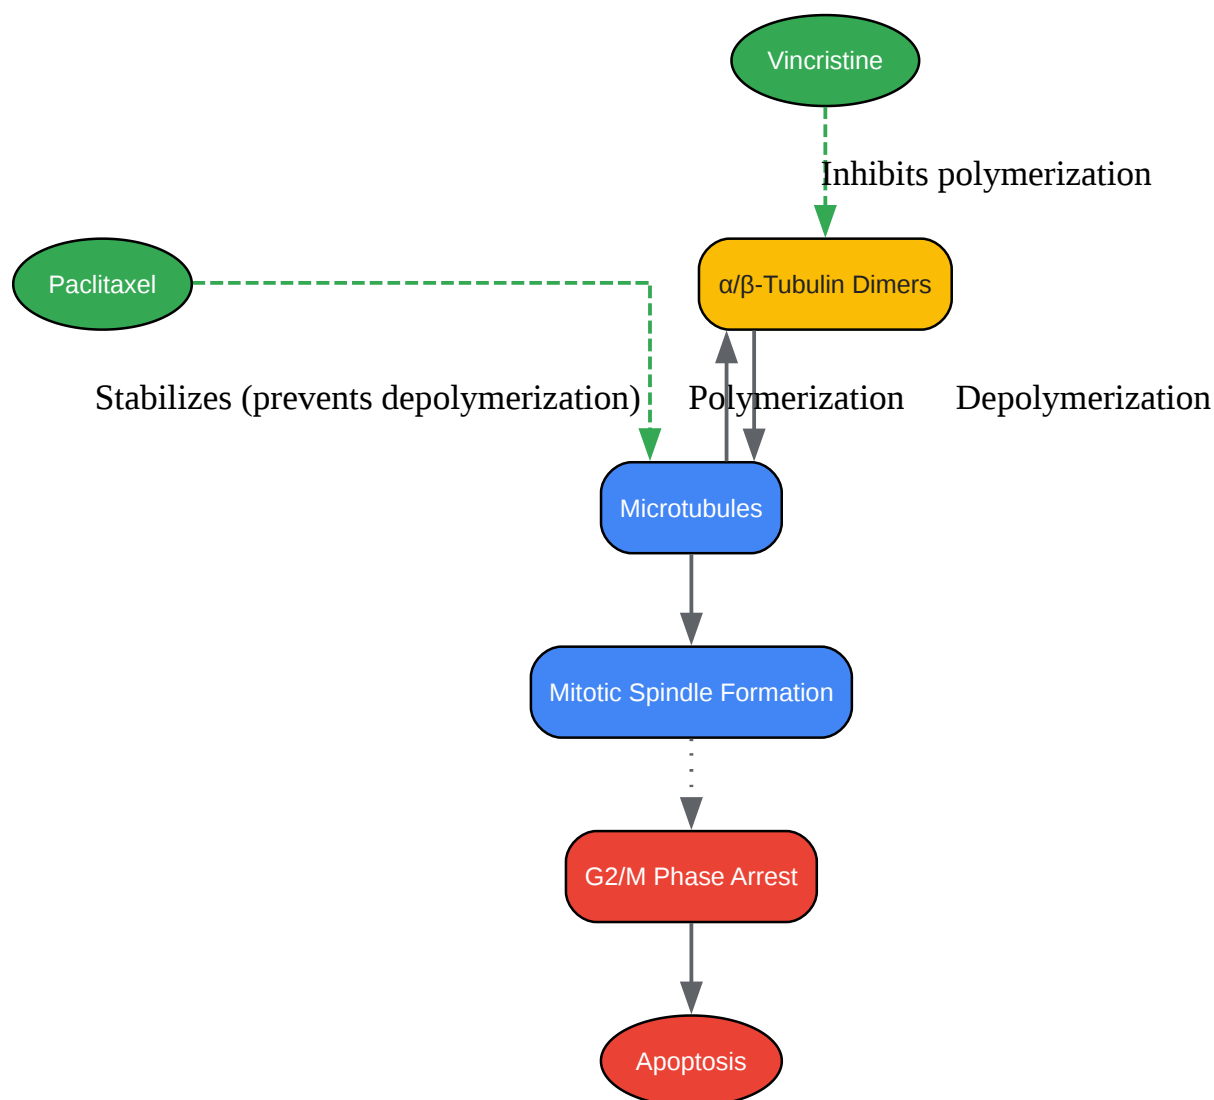 Vincristine
Inhibits polymerization
Paclitaxel
α/β-Tubulin Dimers
Stabilizes (prevents depolymerization)
Polymerization
Depolymerization
Microtubules
Mitotic Spindle Formation
G2/M Phase Arrest
Apoptosis